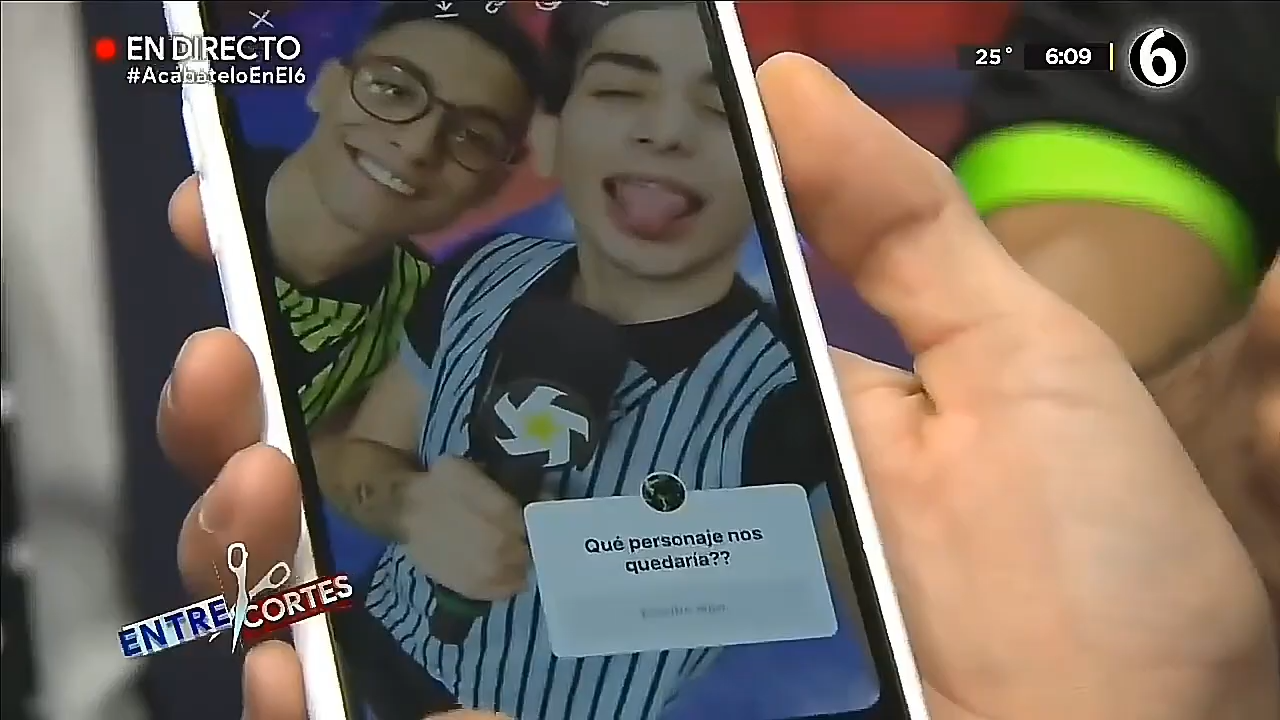 EN DIRECTO
#AcábateloEnEl6
25° 6:09 6
Qué personaje nos
quedaría??
ENTRE CORTES